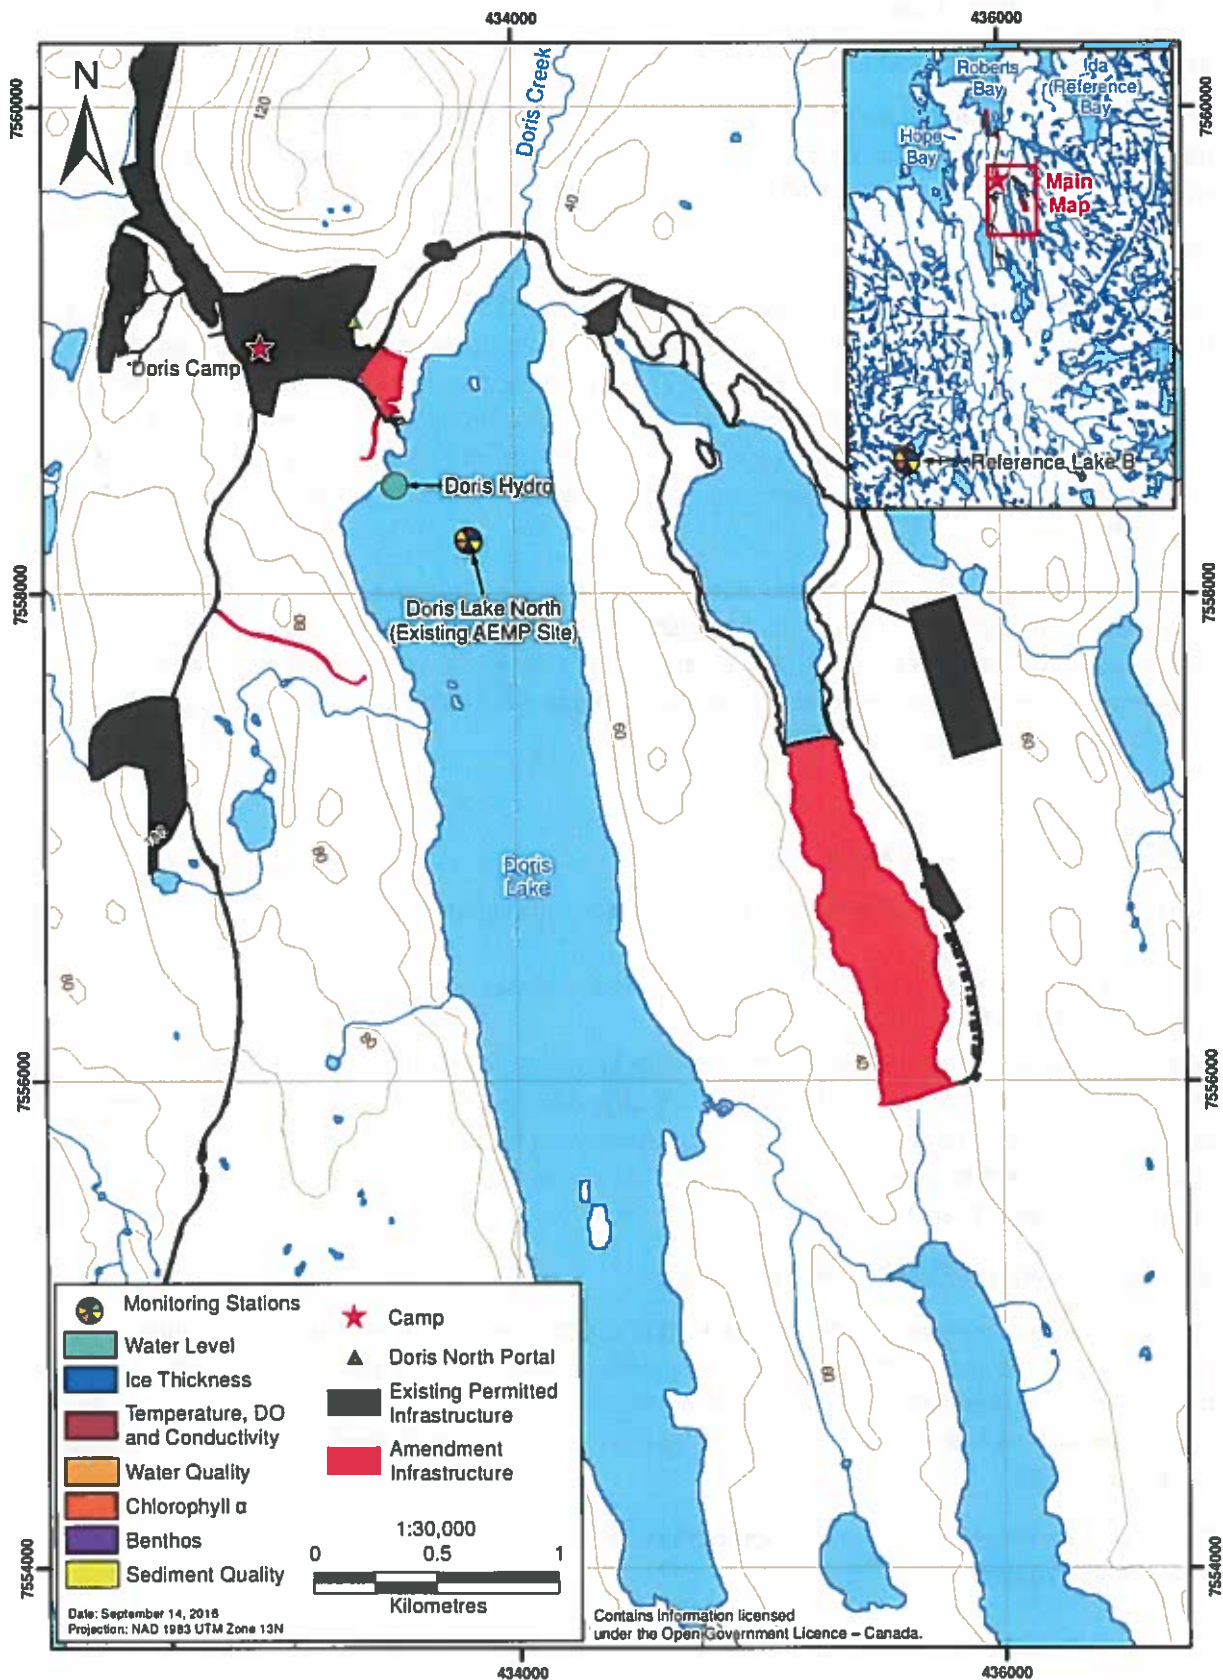 434000
436000
7560000
7560000
N
120
Doris Creek
40
Roberts
Bay
Ida
(Reference)
Bay
Hope
Bay
Main
Map
Reference Lake B
Doris Camp
Doris Hydro
Doris Lake North
(Existing AEMP Site)
7558000
7558000
80
60
60
80
Doris
Lake
80
40
7556000
7556000
60
Monitoring Stations
Water Level
Ice Thickness
Temperature, DO
and Conductivity
Water Quality
Chlorophyll α
Benthos
Sediment Quality
Camp
Doris North Portal
Existing Permitted
Infrastructure
Amendment
Infrastructure
1:30,000
0 0.5 1
Kilometres
Date: September 14, 2016
Projection: NAD 1983 UTM Zone 13N
Contains information licensed
under the Open Government Licence – Canada.
7554000
7554000
434000
436000